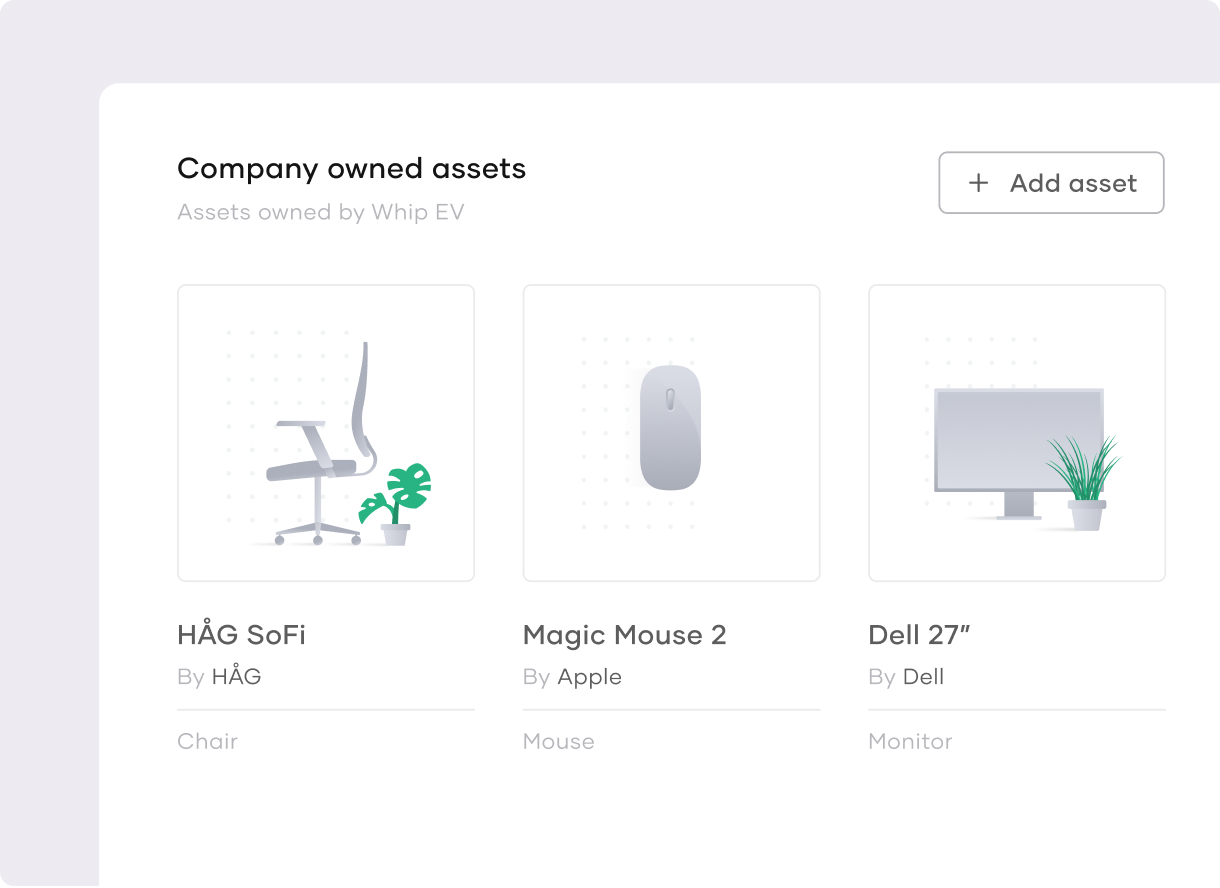 Company owned assets
Assets owned by Whip EV
+ Add asset
HÅG SoFi
By HÅG
Chair
Magic Mouse 2
By Apple
Mouse
Dell 27”
By Dell
Monitor